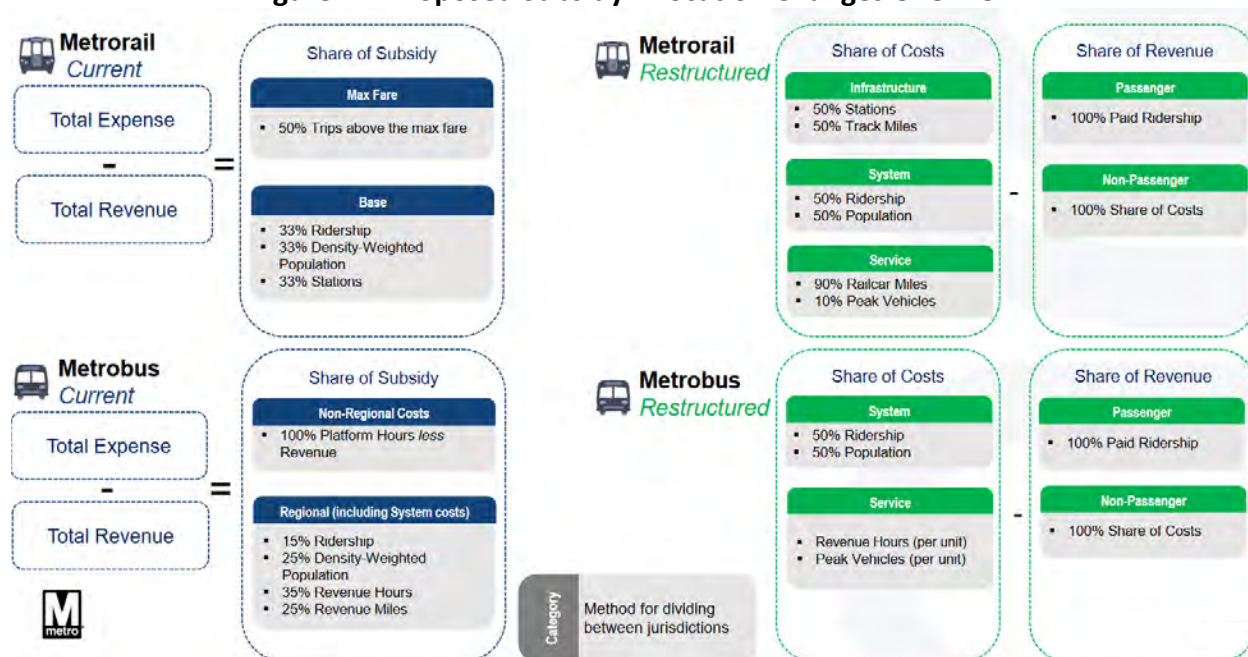 Metrorail
Current
Total Expense
-
Total Revenue
=
Share of Subsidy
Max Fare
▪ 50% Trips above the max fare
Base
▪ 33% Ridership
▪ 33% Density-Weighted
Population
▪ 33% Stations
Metrorail
Restructured
Share of Costs
Infrastructure
▪ 50% Stations
▪ 50% Track Miles
System
▪ 50% Ridership
▪ 50% Population
Service
▪ 90% Railcar Miles
▪ 10% Peak Vehicles
-
Share of Revenue
Passenger
▪ 100% Paid Ridership
Non-Passenger
▪ 100% Share of Costs
Metrobus
Current
Total Expense
-
Total Revenue
=
Share of Subsidy
Non-Regional Costs
▪ 100% Platform Hours less
Revenue
Regional (including System costs)
▪ 15% Ridership
▪ 25% Density-Weighted
Population
▪ 35% Revenue Hours
▪ 25% Revenue Miles
Metrobus
Restructured
Share of Costs
System
▪ 50% Ridership
▪ 50% Population
Service
▪ Revenue Hours (per unit)
▪ Peak Vehicles (per unit)
-
Share of Revenue
Passenger
▪ 100% Paid Ridership
Non-Passenger
▪ 100% Share of Costs
M
metro
Category
Method for dividing
between jurisdictions